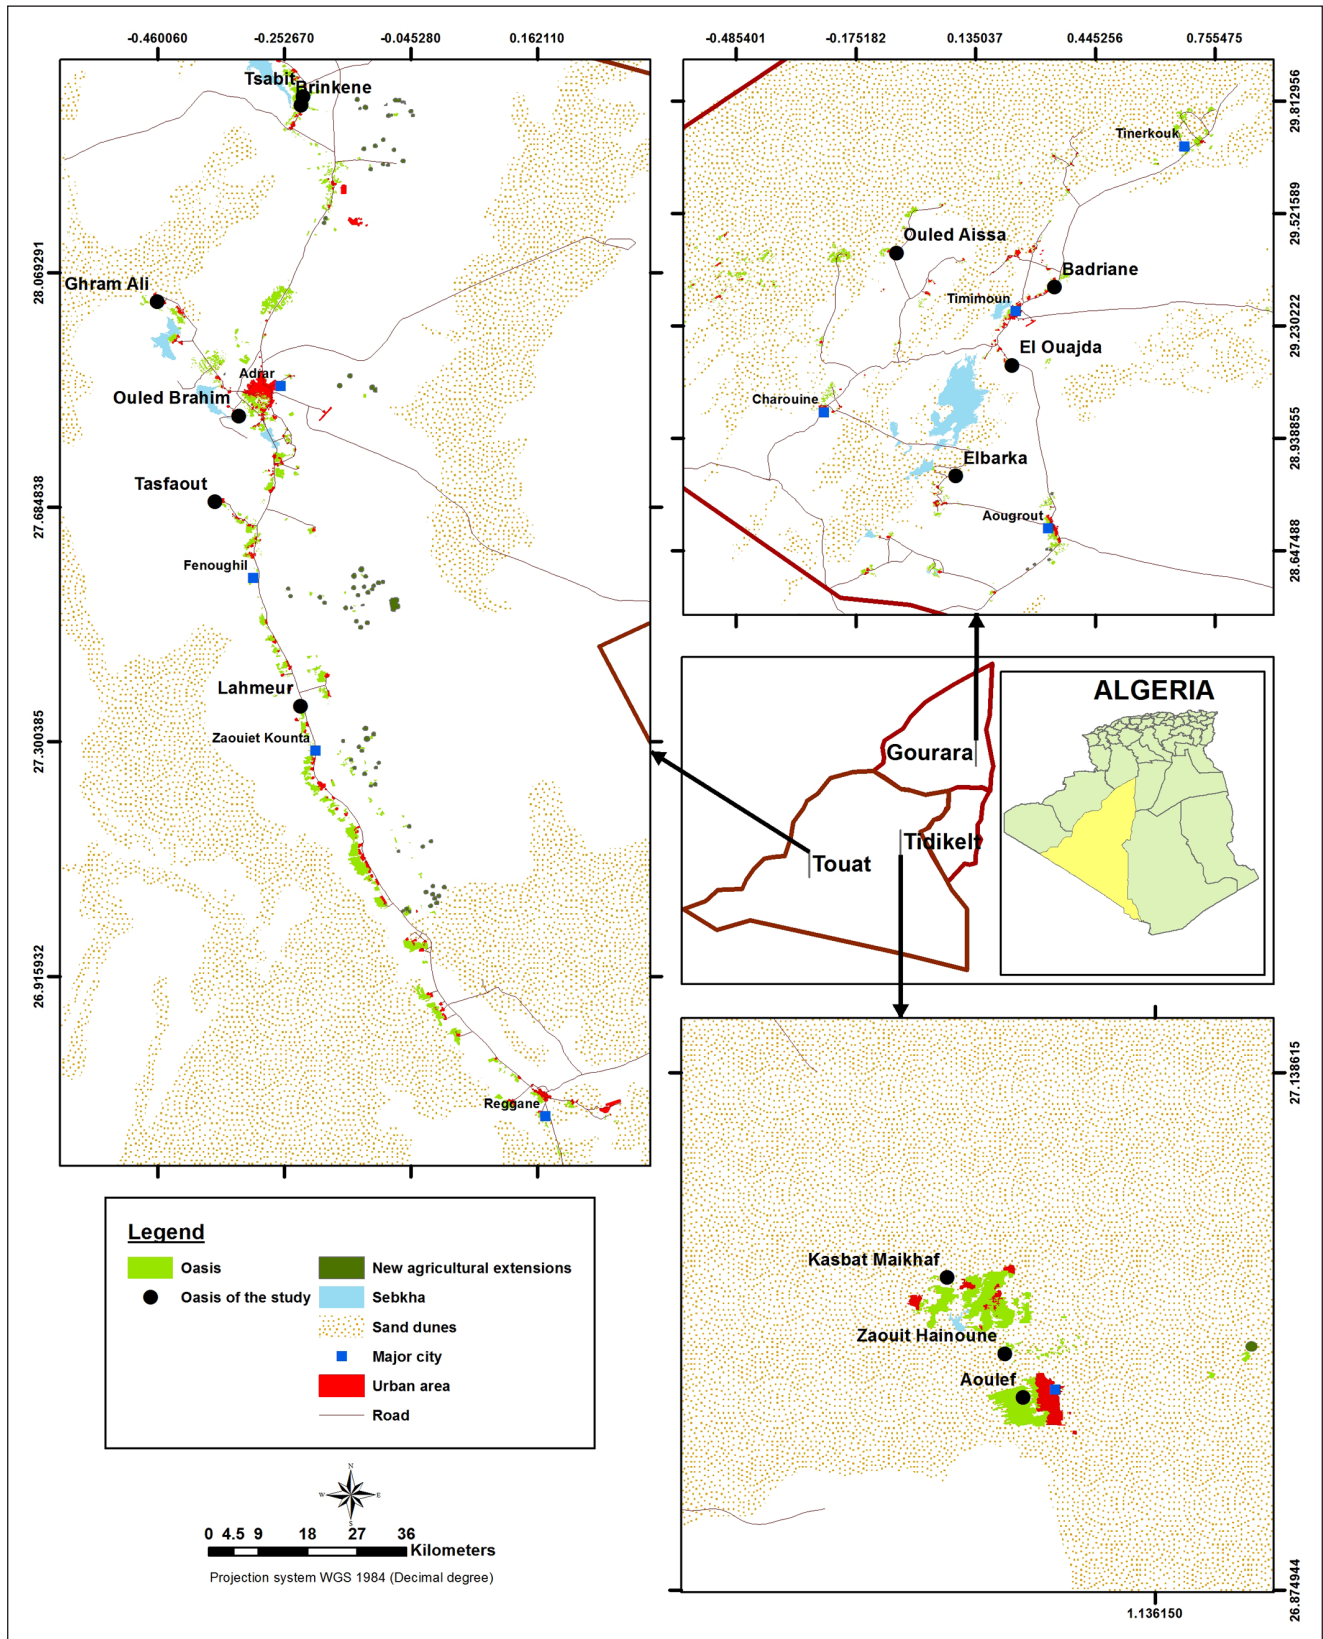 -0.460060
-0.252670
-0.045280
0.162110
28.069291
27.684838
27.300385
26.915932
Tsabit
Brinkene
Ghram Ali
Adrar
Ouled Brahim
Tasfaout
Fenoughil
Lahmeur
Zaouiet Kounta
Reggane
-0.485401
-0.175182
0.135037
0.445256
0.755475
29.812956
29.521589
29.230222
28.938855
28.647488
Tinerkouk
Ouled Aissa
Badriane
Timimoun
El Ouajda
Charouine
Elbarka
Aougrout
Gourara
Tidikelt
Touat
ALGERIA
27.138615
26.874944
1.136150
Kasbat Maikhaf
Zaouit Hainoune
Aoulef
Legend
Oasis
Oasis of the study
New agricultural extensions
Sebkha
Sand dunes
Major city
Urban area
Road
N
W
E
S
0 4.5 9 18 27 36
Kilometers
Projection system WGS 1984 (Decimal degree)